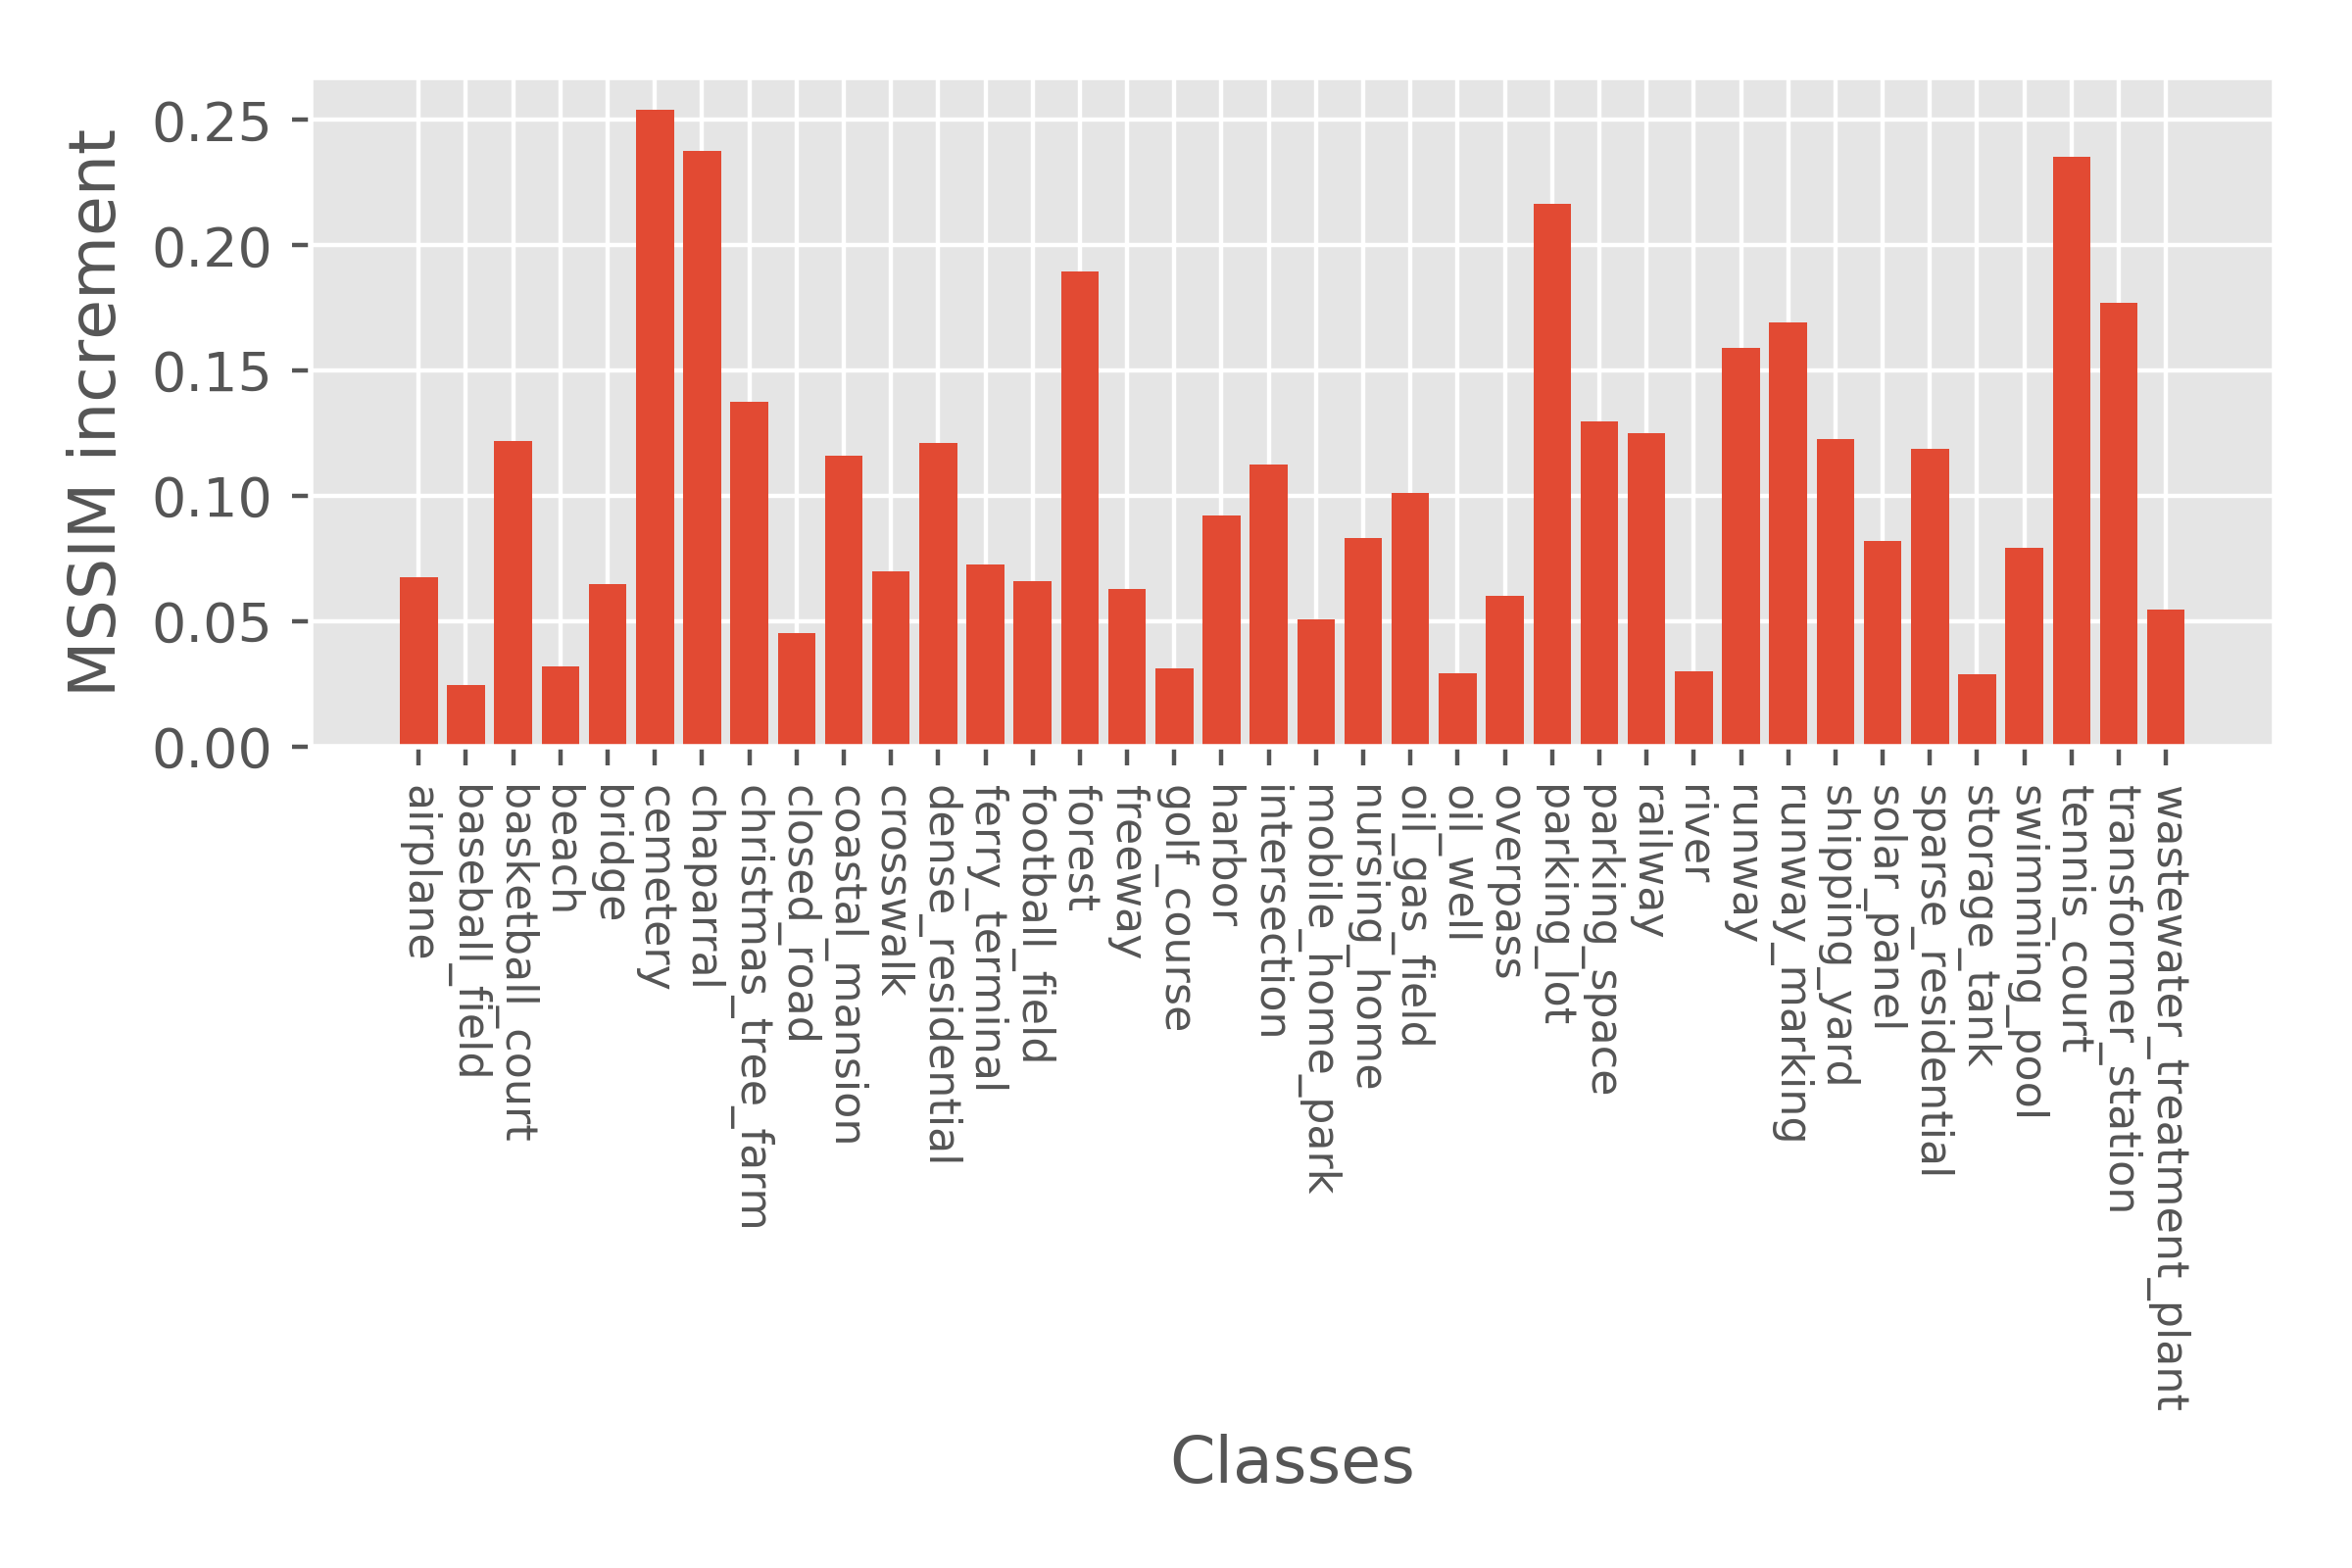 MSSIM increment
0.25
0.20
0.15
0.10
0.05
0.00
airplane
baseball_field
basketball_court
beach
bridge
cemetery
chaparral
christmas_tree_farm
closed_road
coastal_mansion
crosswalk
dense_residential
ferry_terminal
football_field
forest
freeway
golf_course
harbor
intersection
mobile_home_park
nursing_home
oil_gas_field
oil_well
overpass
parking_lot
parking_space
railway
river
runway
runway_marking
shipping_yard
solar_panel
sparse_residential
storage_tank
swimming_pool
tennis_court
transformer_station
wastewater_treatment_plant
Classes